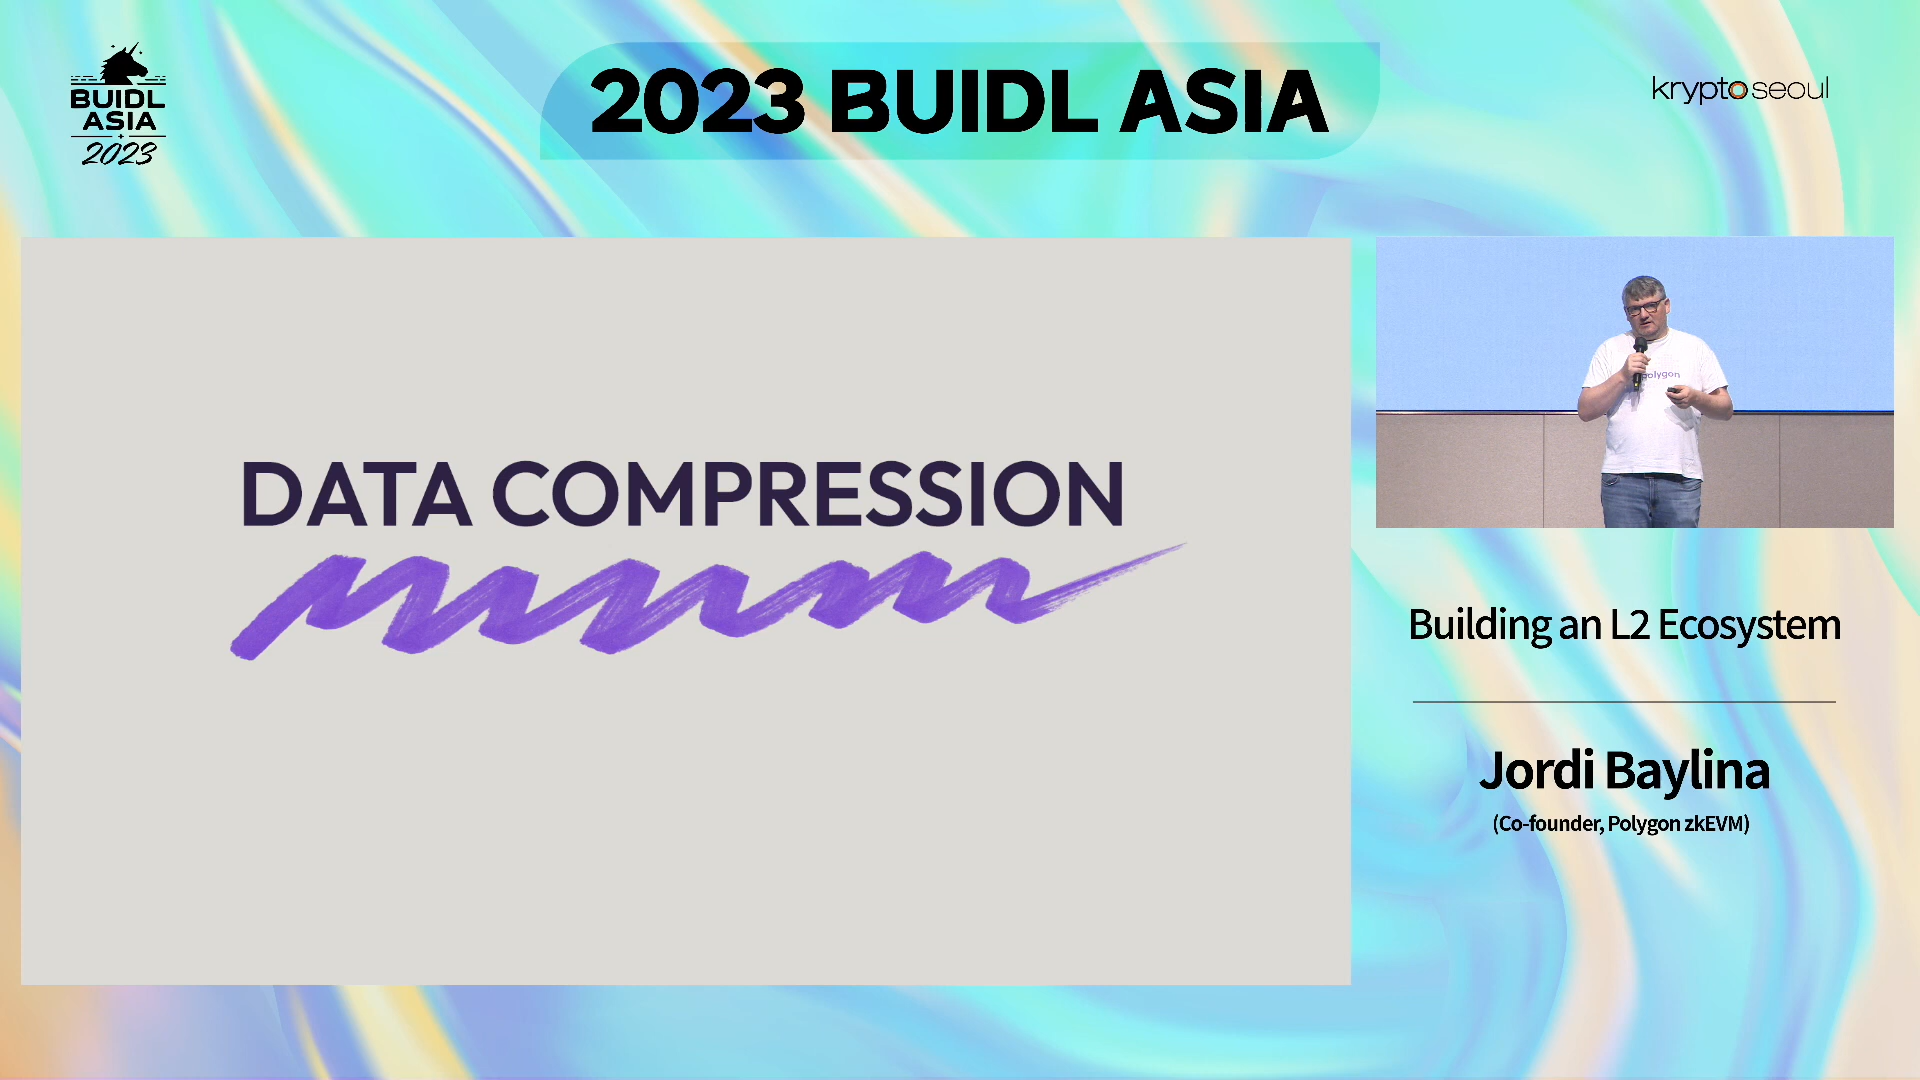 BUIDL
ASIA
2023
2023 BUIDL ASIA
kryptoseoul
DATA COMPRESSION
polygon
Building an L2 Ecosystem
Jordi Baylina
(Co-founder, Polygon zkEVM)